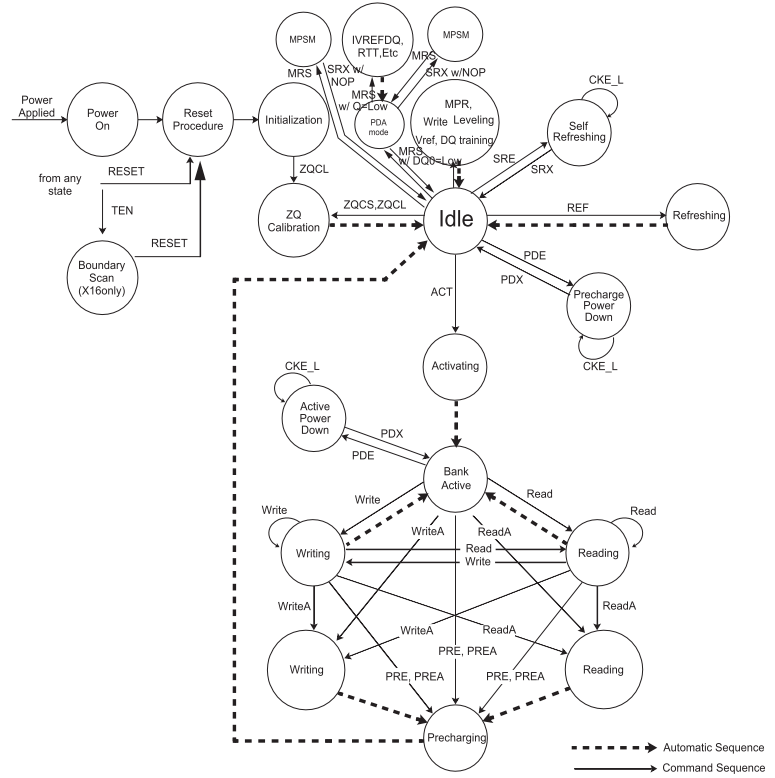 MPSM
IVREFDQ,
RTT,Etc
MPSM
MRS
SRX w/
NOP
MRS
SRX w/NOP
MRS
w/ Q=Low
PDA
mode
MPR,
Write Leveling
Vref, DQ training
MRS
w/ DQ0=Low
CKE_L
Self
Refreshing
SRE
SRX
Power
Applied
Power
On
Reset
Procedure
Initialization
ZQCL
from any
state
RESET
TEN
RESET
Boundary
Scan
(X16only)
ZQ
Calibration
ZQCS,ZQCL
Idle
REF
Refreshing
PDE
PDX
Precharge
Power
Down
CKE_L
ACT
Activating
CKE_L
Active
Power
Down
PDX
PDE
Bank
Active
Write
Read
Write
Writing
WriteA
ReadA
Read
Write
Reading
Read
WriteA
WriteA
ReadA
ReadA
Writing
PRE, PREA
PRE, PREA
PRE, PREA
Reading
Precharging
Automatic Sequence
Command Sequence